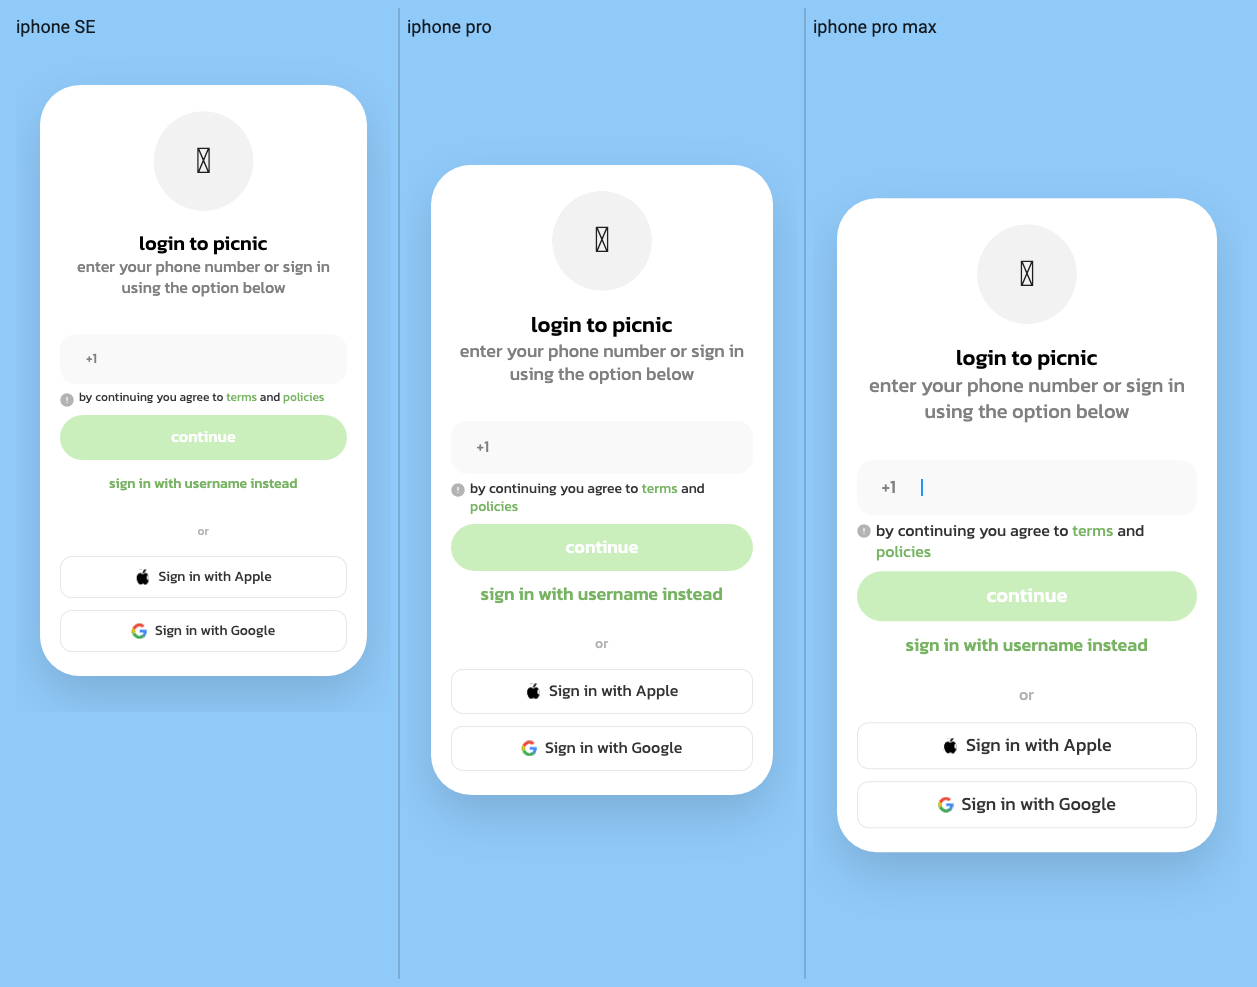 iphone SE
login to picnic
enter your phone number or sign in
using the option below
+1
by continuing you agree to terms and policies
continue
sign in with username instead
or
Sign in with Apple
Sign in with Google
iphone pro
login to picnic
enter your phone number or sign in
using the option below
+1
by continuing you agree to terms and
policies
continue
sign in with username instead
or
Sign in with Apple
Sign in with Google
iphone pro max
login to picnic
enter your phone number or sign in
using the option below
+1
by continuing you agree to terms and
policies
continue
sign in with username instead
or
Sign in with Apple
Sign in with Google